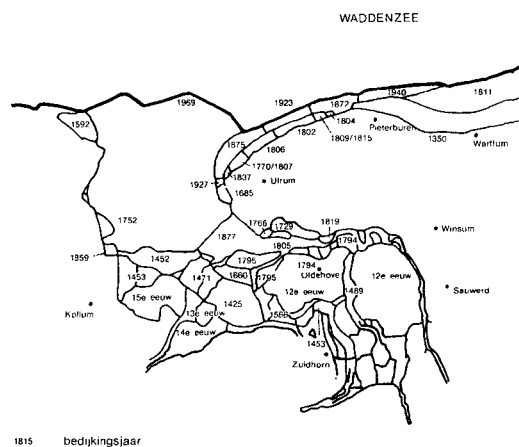 WADDENZEE
1969
1923
1940
1811
1592
1872
1804
1802
1809/1815
Pieterburen
1350
Warffum
1875
1806
1770/1807
1837
1927
Ulrum
1685
1752
1766
1729
1819
1877
1805
1794
Winsum
1859
1452
1795
1794
1453
1471
1660
1795
Oldehove
12e eeuw
15e eeuw
12e eeuw
1489
Sauwerd
Kollum
1425
13e eeuw
14e eeuw
1453
Zuidhorn
1815 bedijkingsjaar